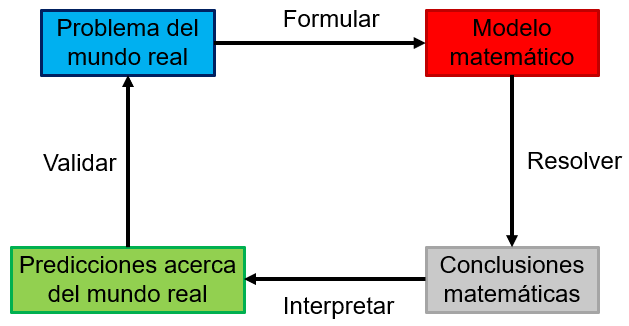 Problema del
mundo real
Formular
Modelo
matemático
Validar
Resolver
Predicciones acerca
del mundo real
Interpretar
Conclusiones
matemáticas